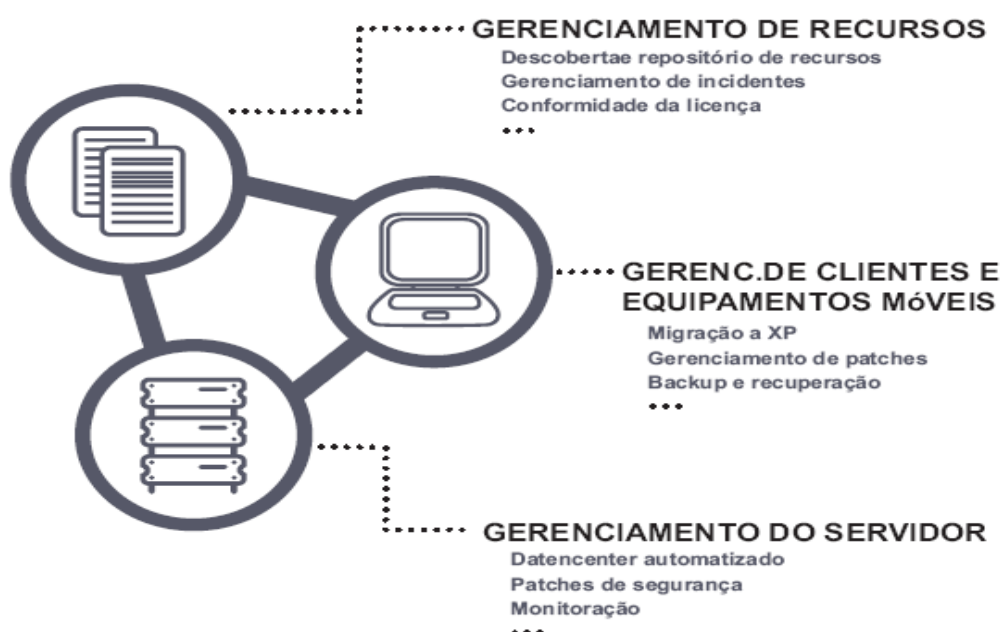 GERENCIAMENTO DE RECURSOS
Descobertae repositório de recursos
Gerenciamento de incidentes
Conformidade da licença
...
GERENC.DE CLIENTES E
EQUIPAMENTOS MóVEIS
Migração a XP
Gerenciamento de patches
Backup e recuperação
...
GERENCIAMENTO DO SERVIDOR
Datencenter automatizado
Patches de segurança
Monitoração
...